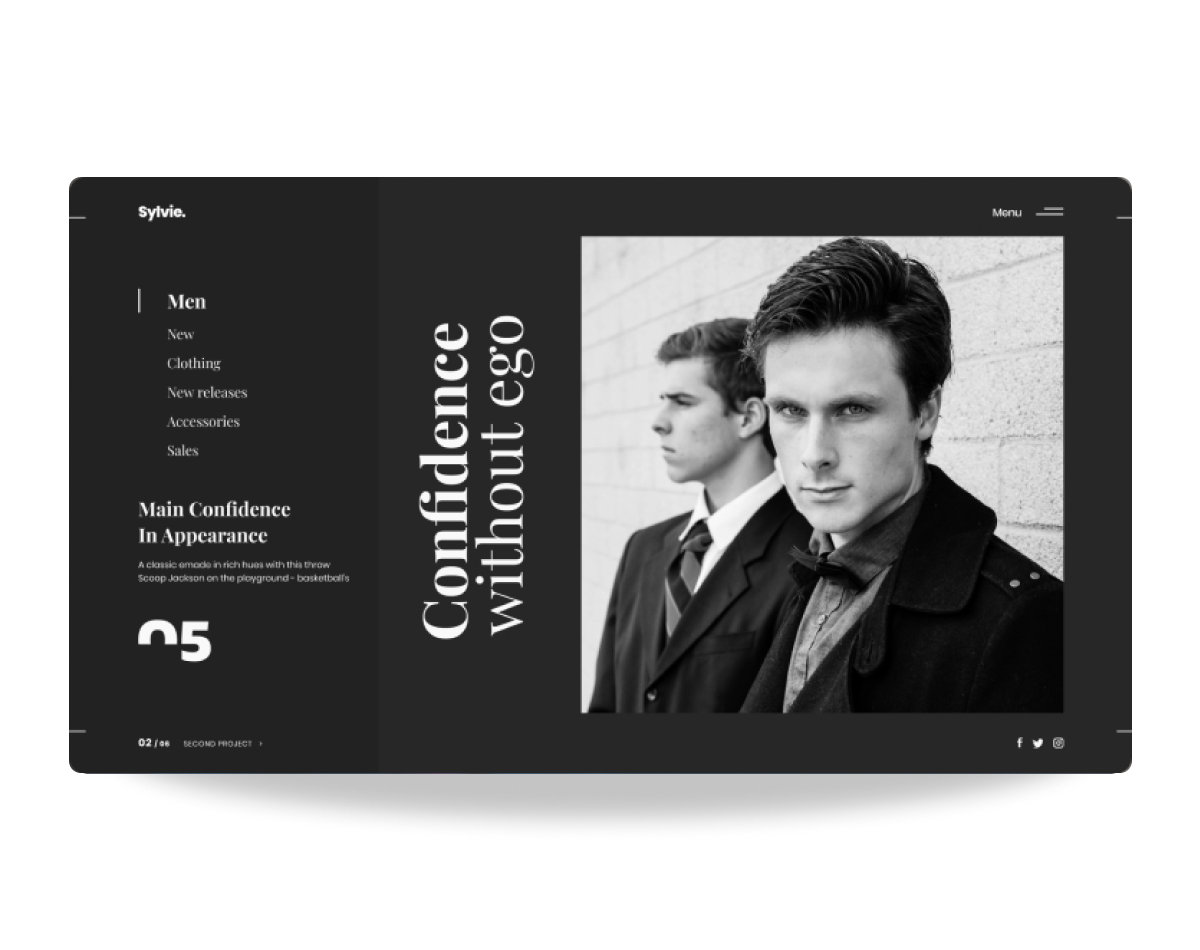 Sylvie.
Menu
Men
New
Clothing
New releases
Accessories
Sales
Main Confidence
In Appearance
A classic emade in rich hues with this throw
Scoop Jackson on the playground - basketball's
05
Confidence
without ego
02 / 06 SECOND PROJECT ›